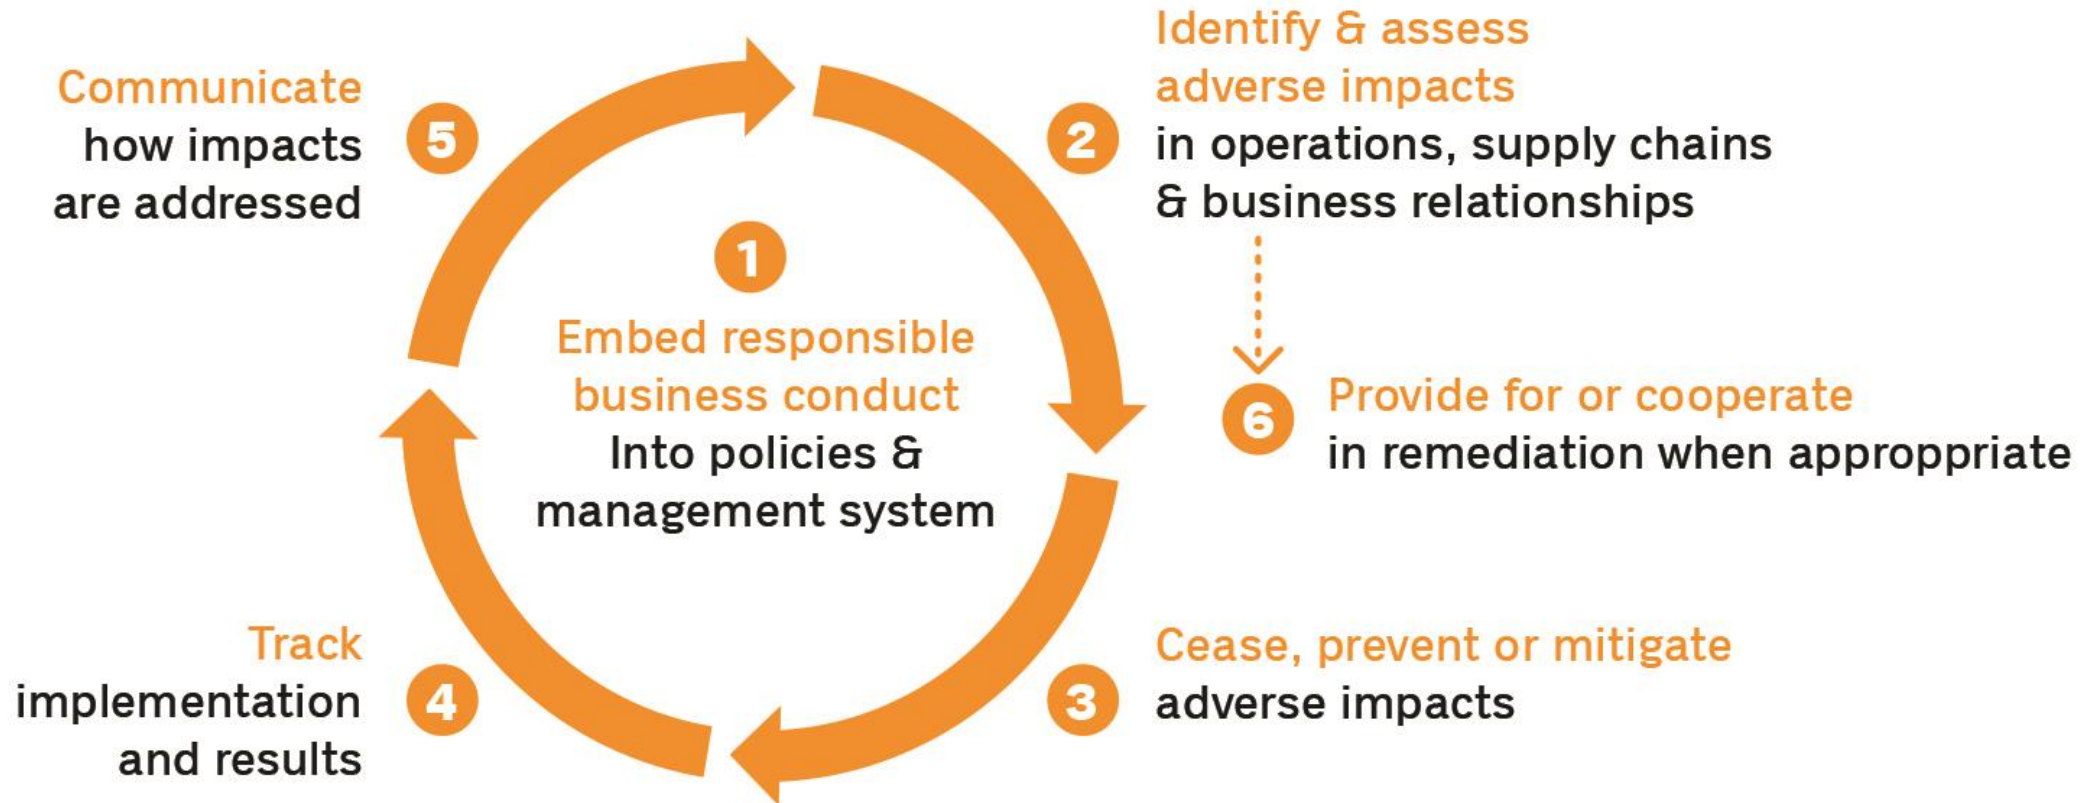 1
Embed responsible
business conduct
Into policies &
management system
2
Identify & assess
adverse impacts
in operations, supply chains
& business relationships
3
Cease, prevent or mitigate
adverse impacts
4
Track
implementation
and results
5
Communicate
how impacts
are addressed
6
Provide for or cooperate
in remediation when approppriate